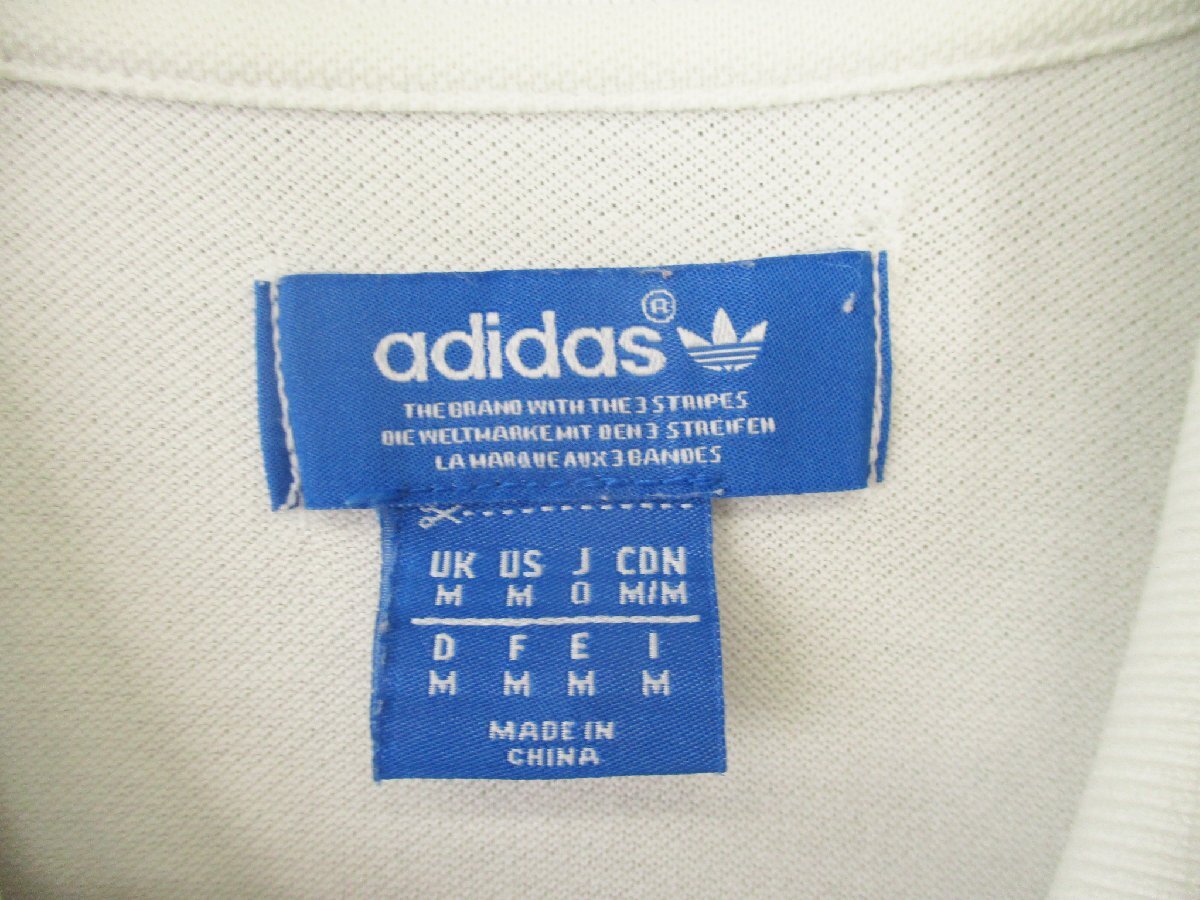 adidas®
THE BRAND WITH THE 3 STRIPES
DIE WELTMARKE MIT DEN 3 STREIFEN
LA MARQUE AUX 3 BANDES
UK US J CDN
M M O M/M
D F E I
M M M M
MADE IN
CHINA